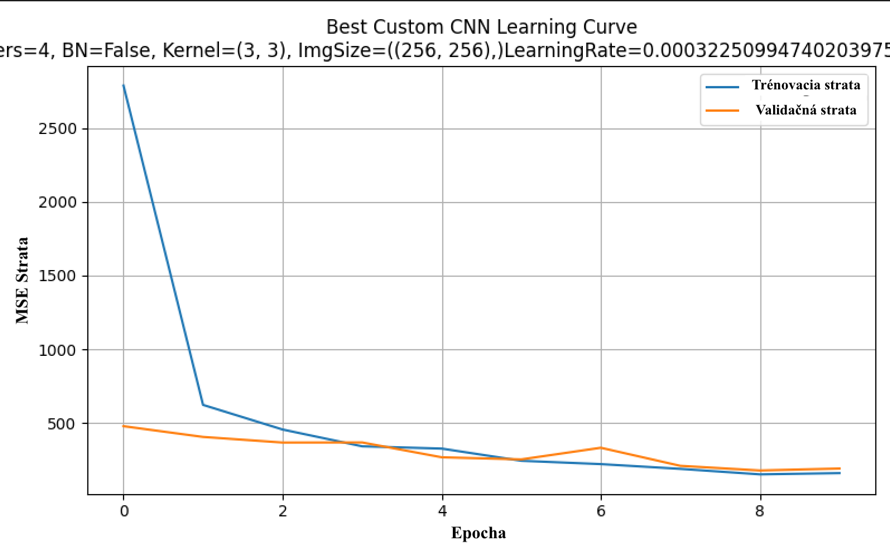 Best Custom CNN Learning Curve
ers=4, BN=False, Kernel=(3, 3), ImgSize=((256, 256),)LearningRate=0.00032250994740203975
Trénovacia strata
Validačná strata
2500
2000
1500
1000
500
MSE Strata
0 2 4 6 8
Epocha